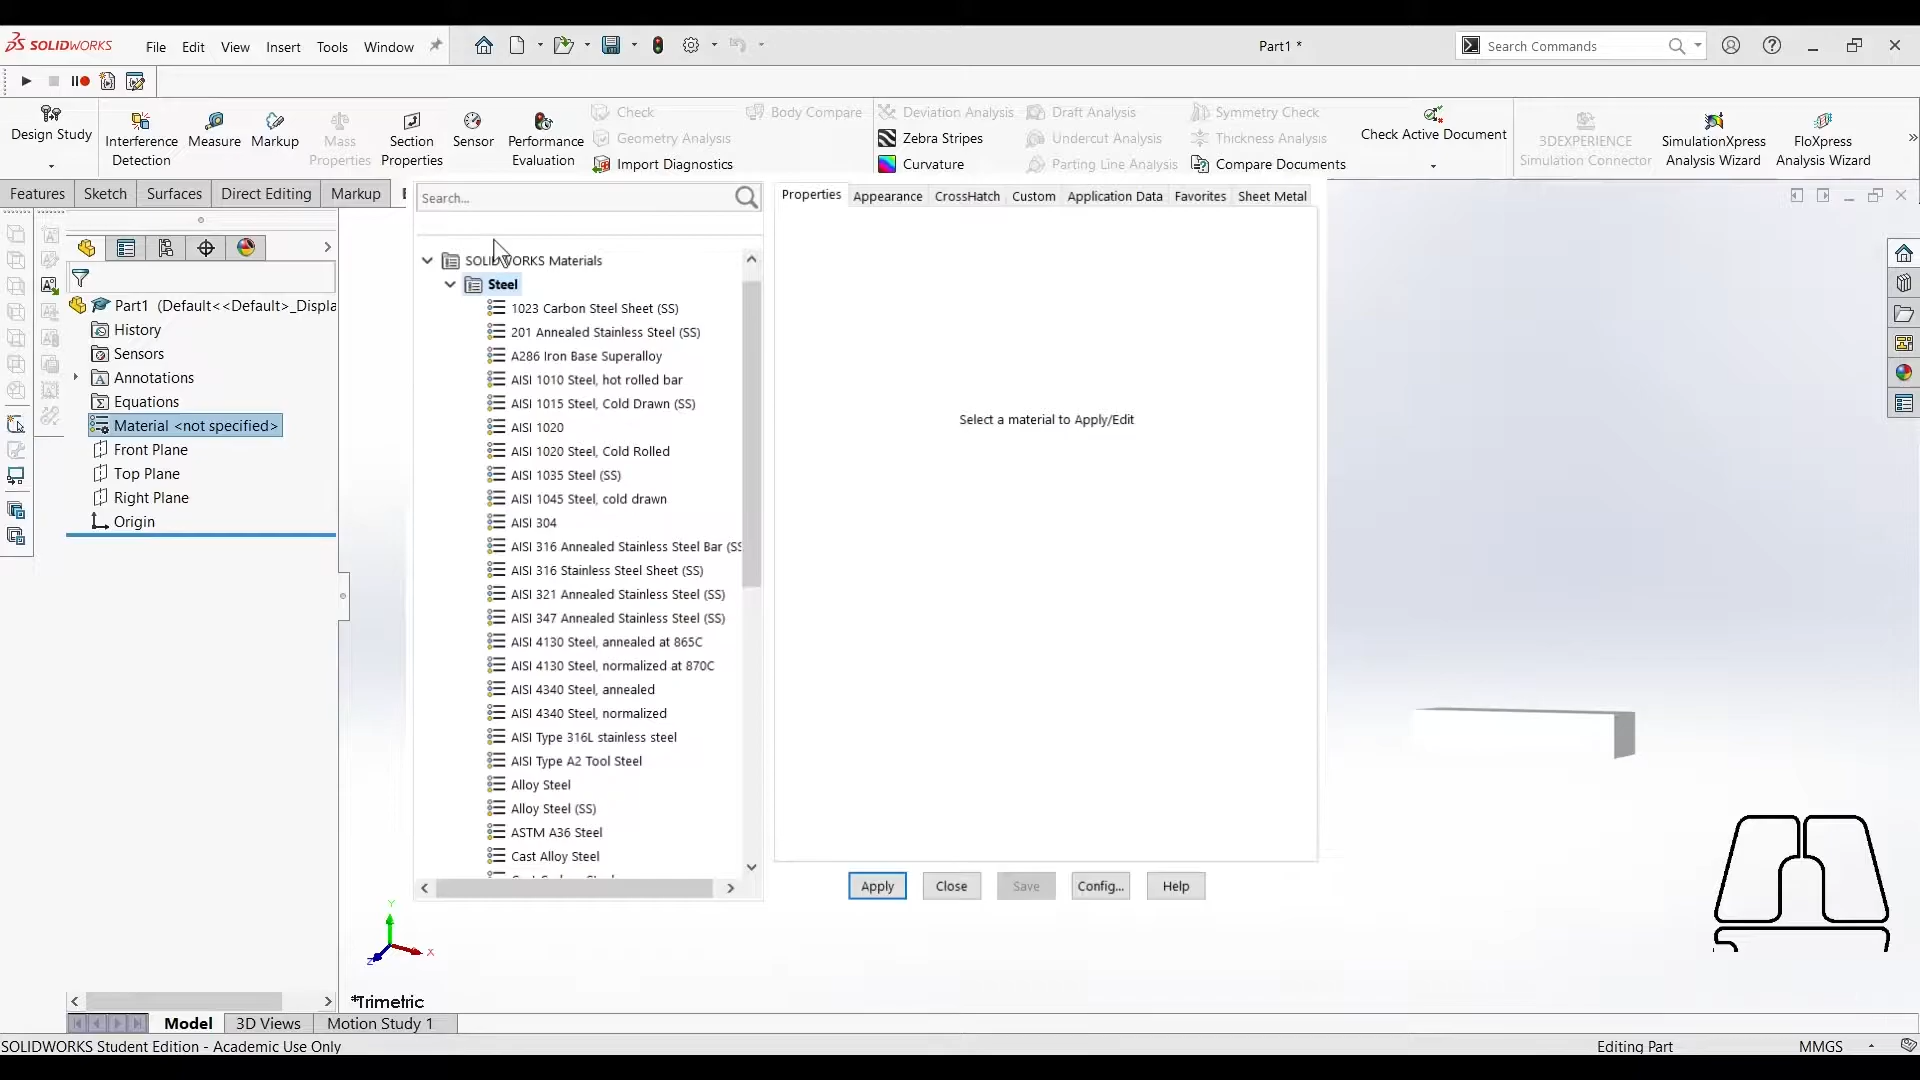 SOLIDWORKS File Edit View Insert Tools Window Part1 * Search Commands
Design Study
Interference Detection
Measure
Markup
Mass Properties
Section Properties
Sensor
Performance Evaluation
Check
Geometry Analysis
Import Diagnostics
Body Compare
Deviation Analysis
Zebra Stripes
Curvature
Draft Analysis
Undercut Analysis
Parting Line Analysis
Symmetry Check
Thickness Analysis
Compare Documents
Check Active Document
3DEXPERIENCE Simulation Connector
SimulationXpress Analysis Wizard
FloXpress Analysis Wizard
Features Sketch Surfaces Direct Editing Markup
Part1 (Default<<Default>_Displa
History
Sensors
Annotations
Equations
Material <not specified>
Front Plane
Top Plane
Right Plane
Origin
Search...
SOLIDWORKS Materials
Steel
1023 Carbon Steel Sheet (SS)
201 Annealed Stainless Steel (SS)
A286 Iron Base Superalloy
AISI 1010 Steel, hot rolled bar
AISI 1015 Steel, Cold Drawn (SS)
AISI 1020
AISI 1020 Steel, Cold Rolled
AISI 1035 Steel (SS)
AISI 1045 Steel, cold drawn
AISI 304
AISI 316 Annealed Stainless Steel Bar (SS
AISI 316 Stainless Steel Sheet (SS)
AISI 321 Annealed Stainless Steel (SS)
AISI 347 Annealed Stainless Steel (SS)
AISI 4130 Steel, annealed at 865C
AISI 4130 Steel, normalized at 870C
AISI 4340 Steel, annealed
AISI 4340 Steel, normalized
AISI Type 316L stainless steel
AISI Type A2 Tool Steel
Alloy Steel
Alloy Steel (SS)
ASTM A36 Steel
Cast Alloy Steel
Properties Appearance CrossHatch Custom Application Data Favorites Sheet Metal
Select a material to Apply/Edit
Apply Close Save Config... Help
Y
X
Z
*Trimetric
Model 3D Views Motion Study 1
SOLIDWORKS Student Edition - Academic Use Only Editing Part MMGS